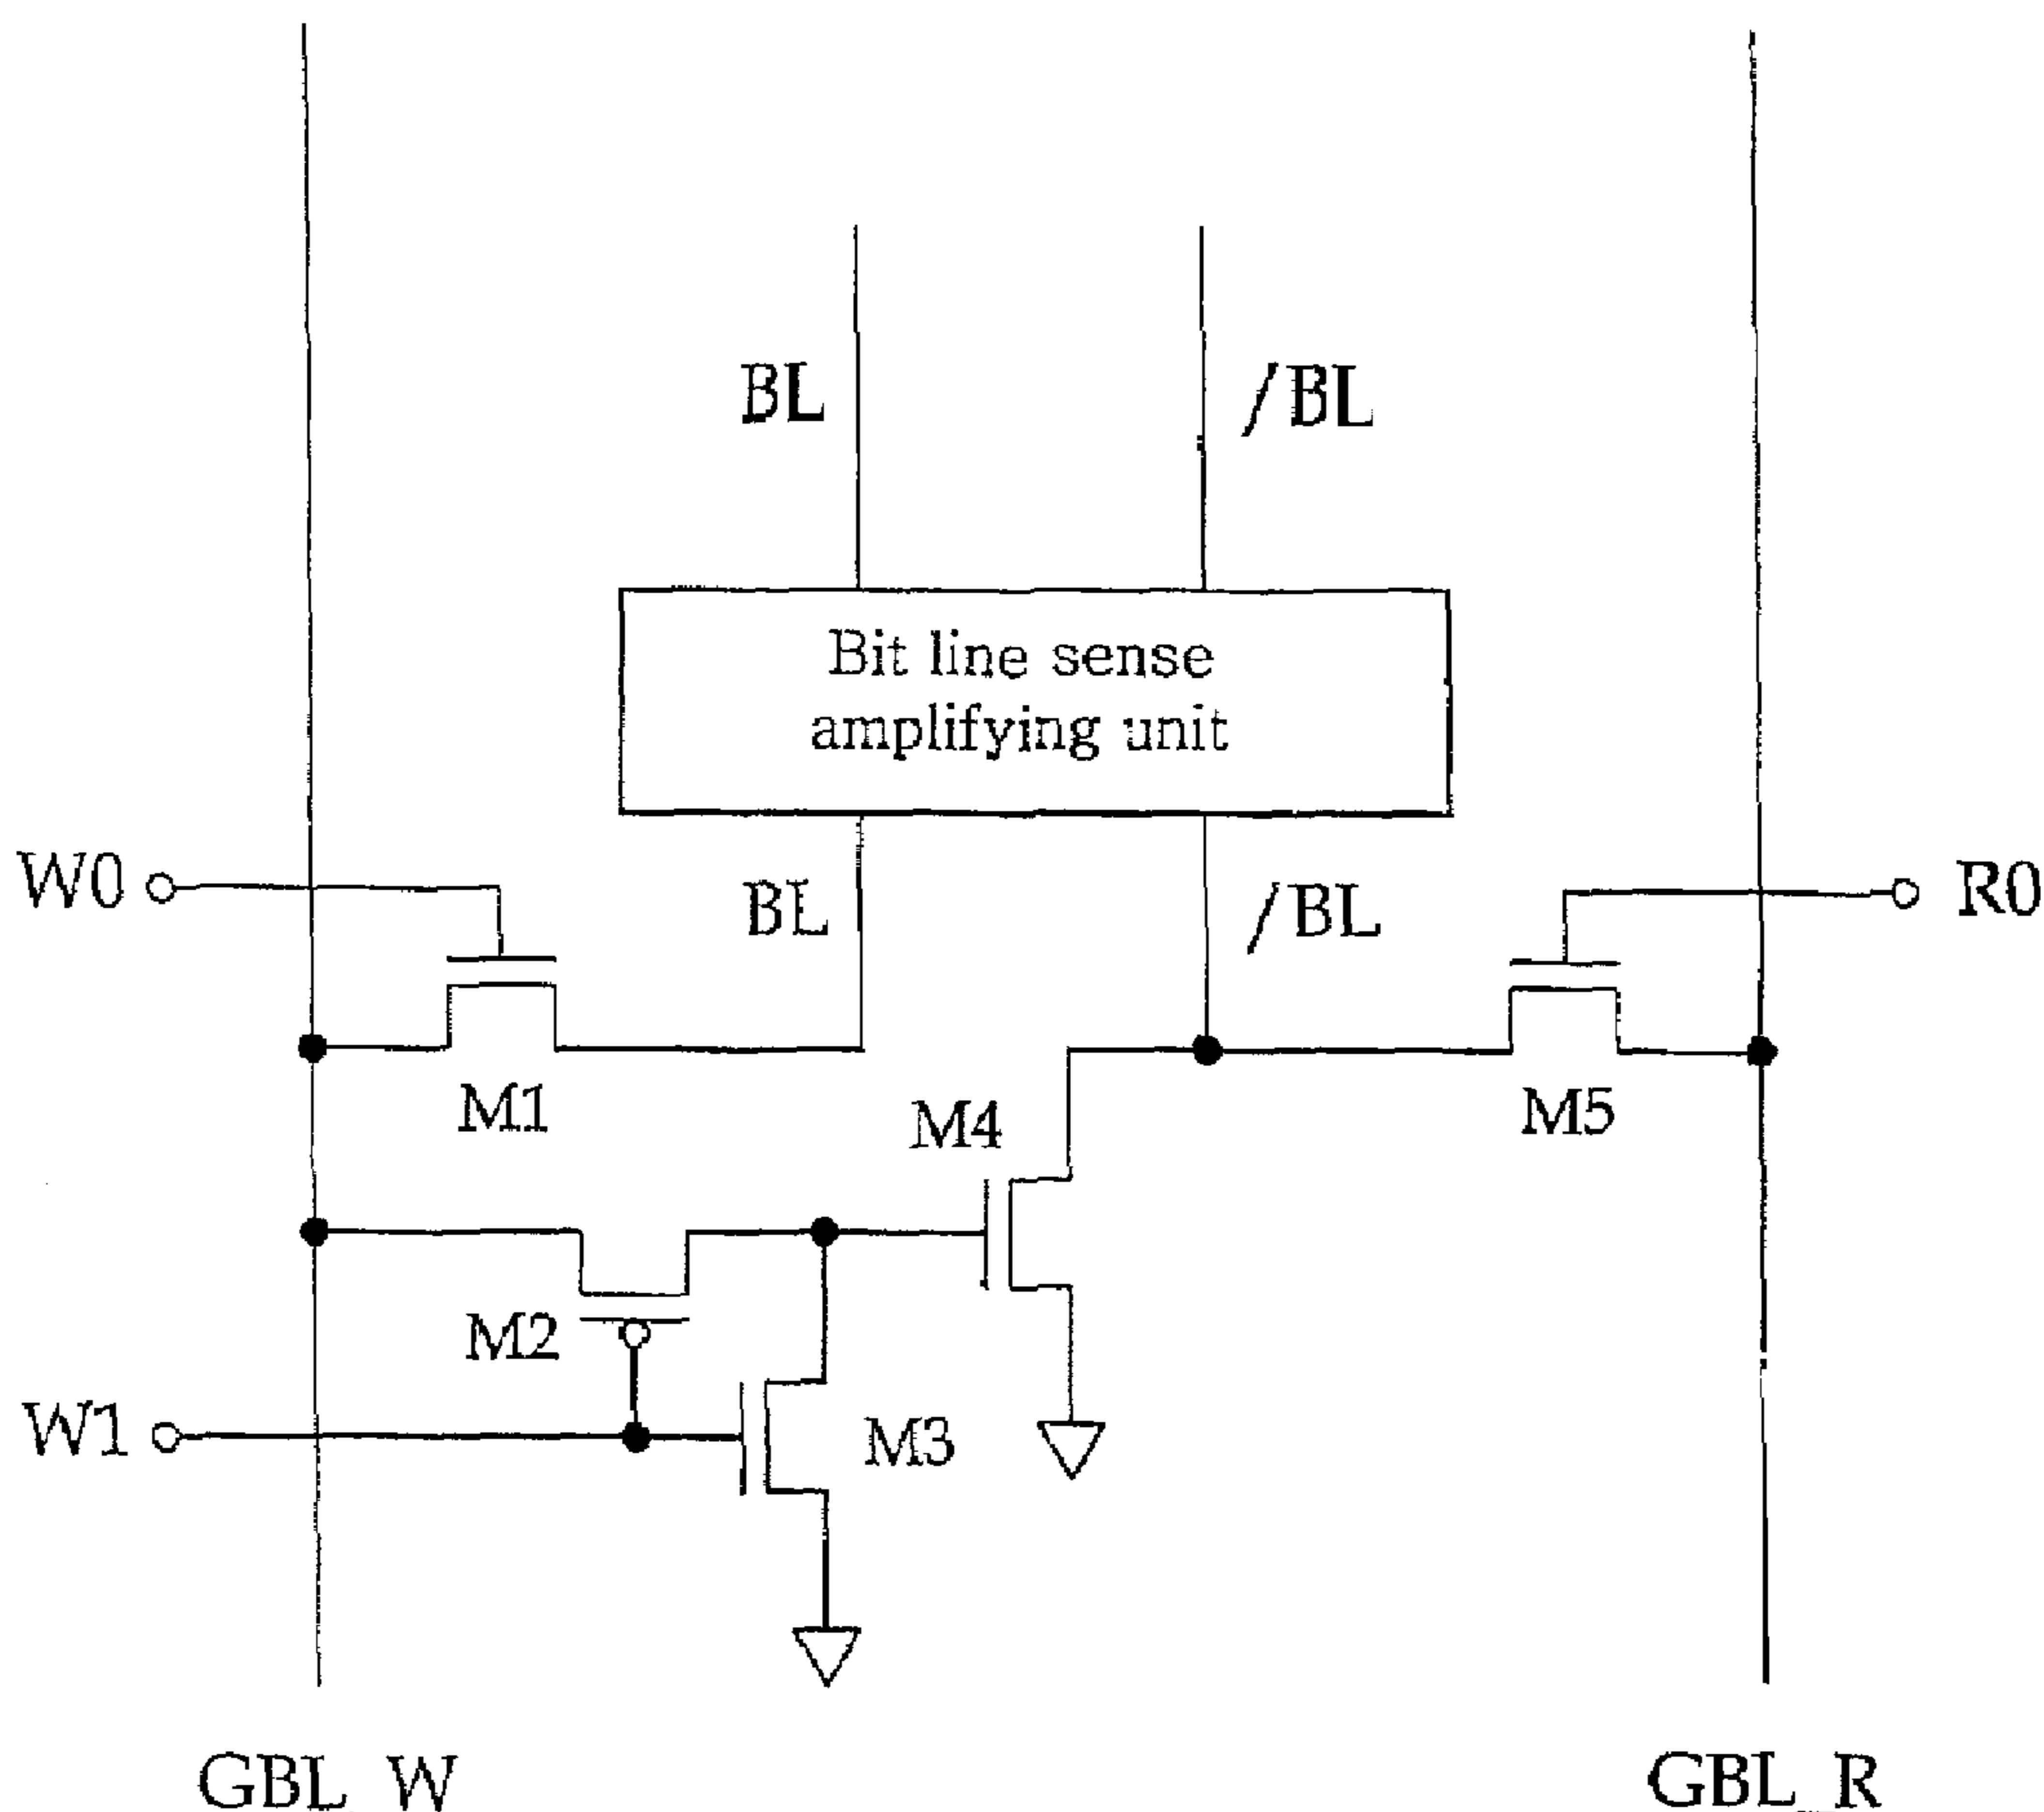 BL
/BL
Bit line sense
amplifying unit
W0
BL
/BL
R0
M1
M4
M5
M2
W1
M3
GBL_W
GBL_R